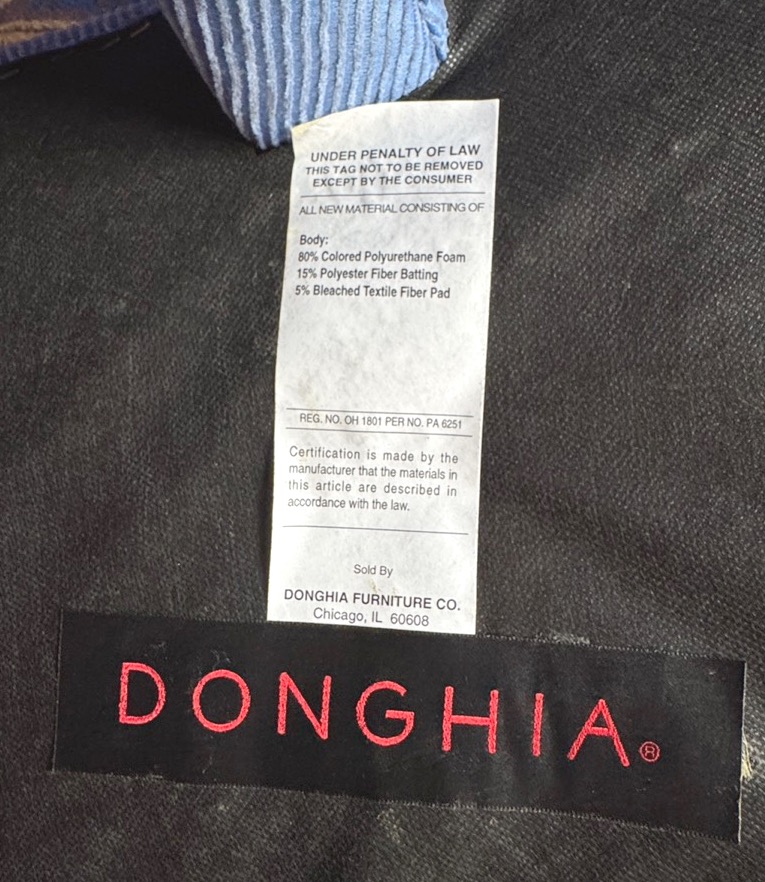 UNDER PENALTY OF LAW
THIS TAG NOT TO BE REMOVED
EXCEPT BY THE CONSUMER
ALL NEW MATERIAL CONSISTING OF
Body:
80% Colored Polyurethane Foam
15% Polyester Fiber Batting
5% Bleached Textile Fiber Pad
REG. NO. OH 1801 PER NO. PA 6251
Certification is made by the
manufacturer that the materials in
this article are described in
accordance with the law.
Sold By
DONGHIA FURNITURE CO.
Chicago, IL 60608
DONGHIA®